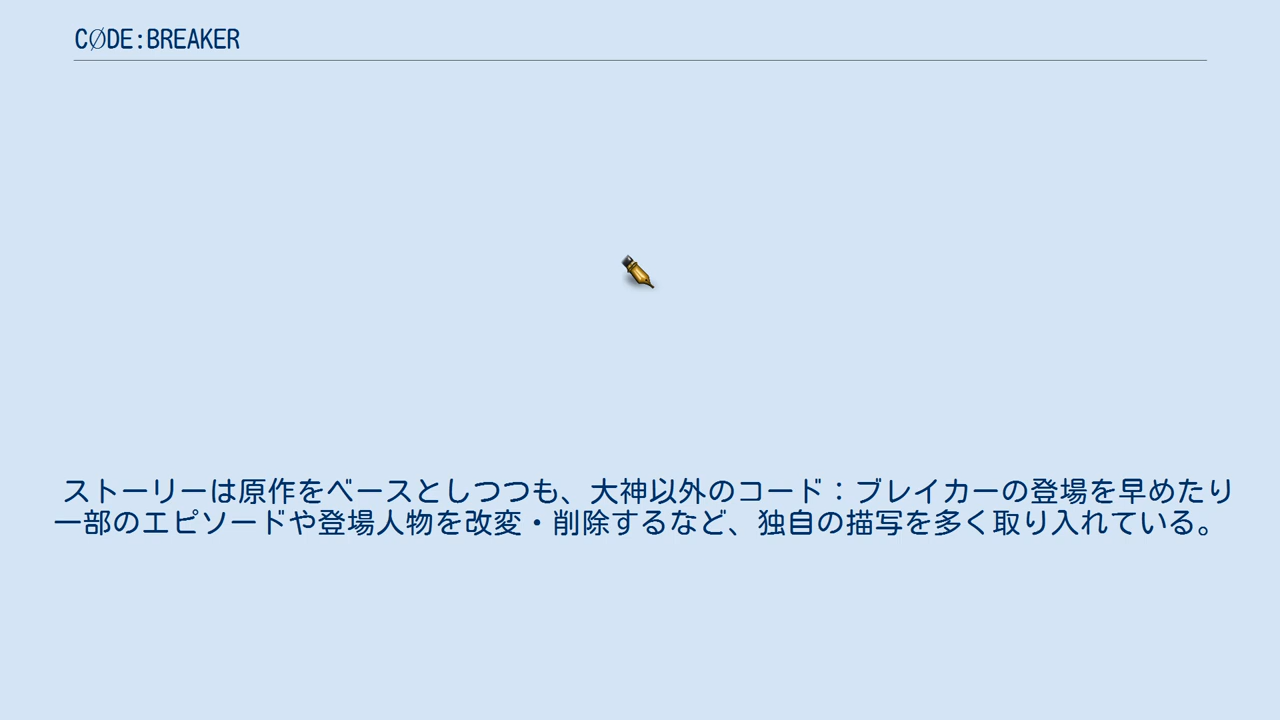 CØDE:BREAKER
ストーリーは原作をベースとしつつも、大神以外のコード：ブレイカーの登場を早めたり
一部のエピソードや登場人物を改変・削除するなど、独自の描写を多く取り入れている。